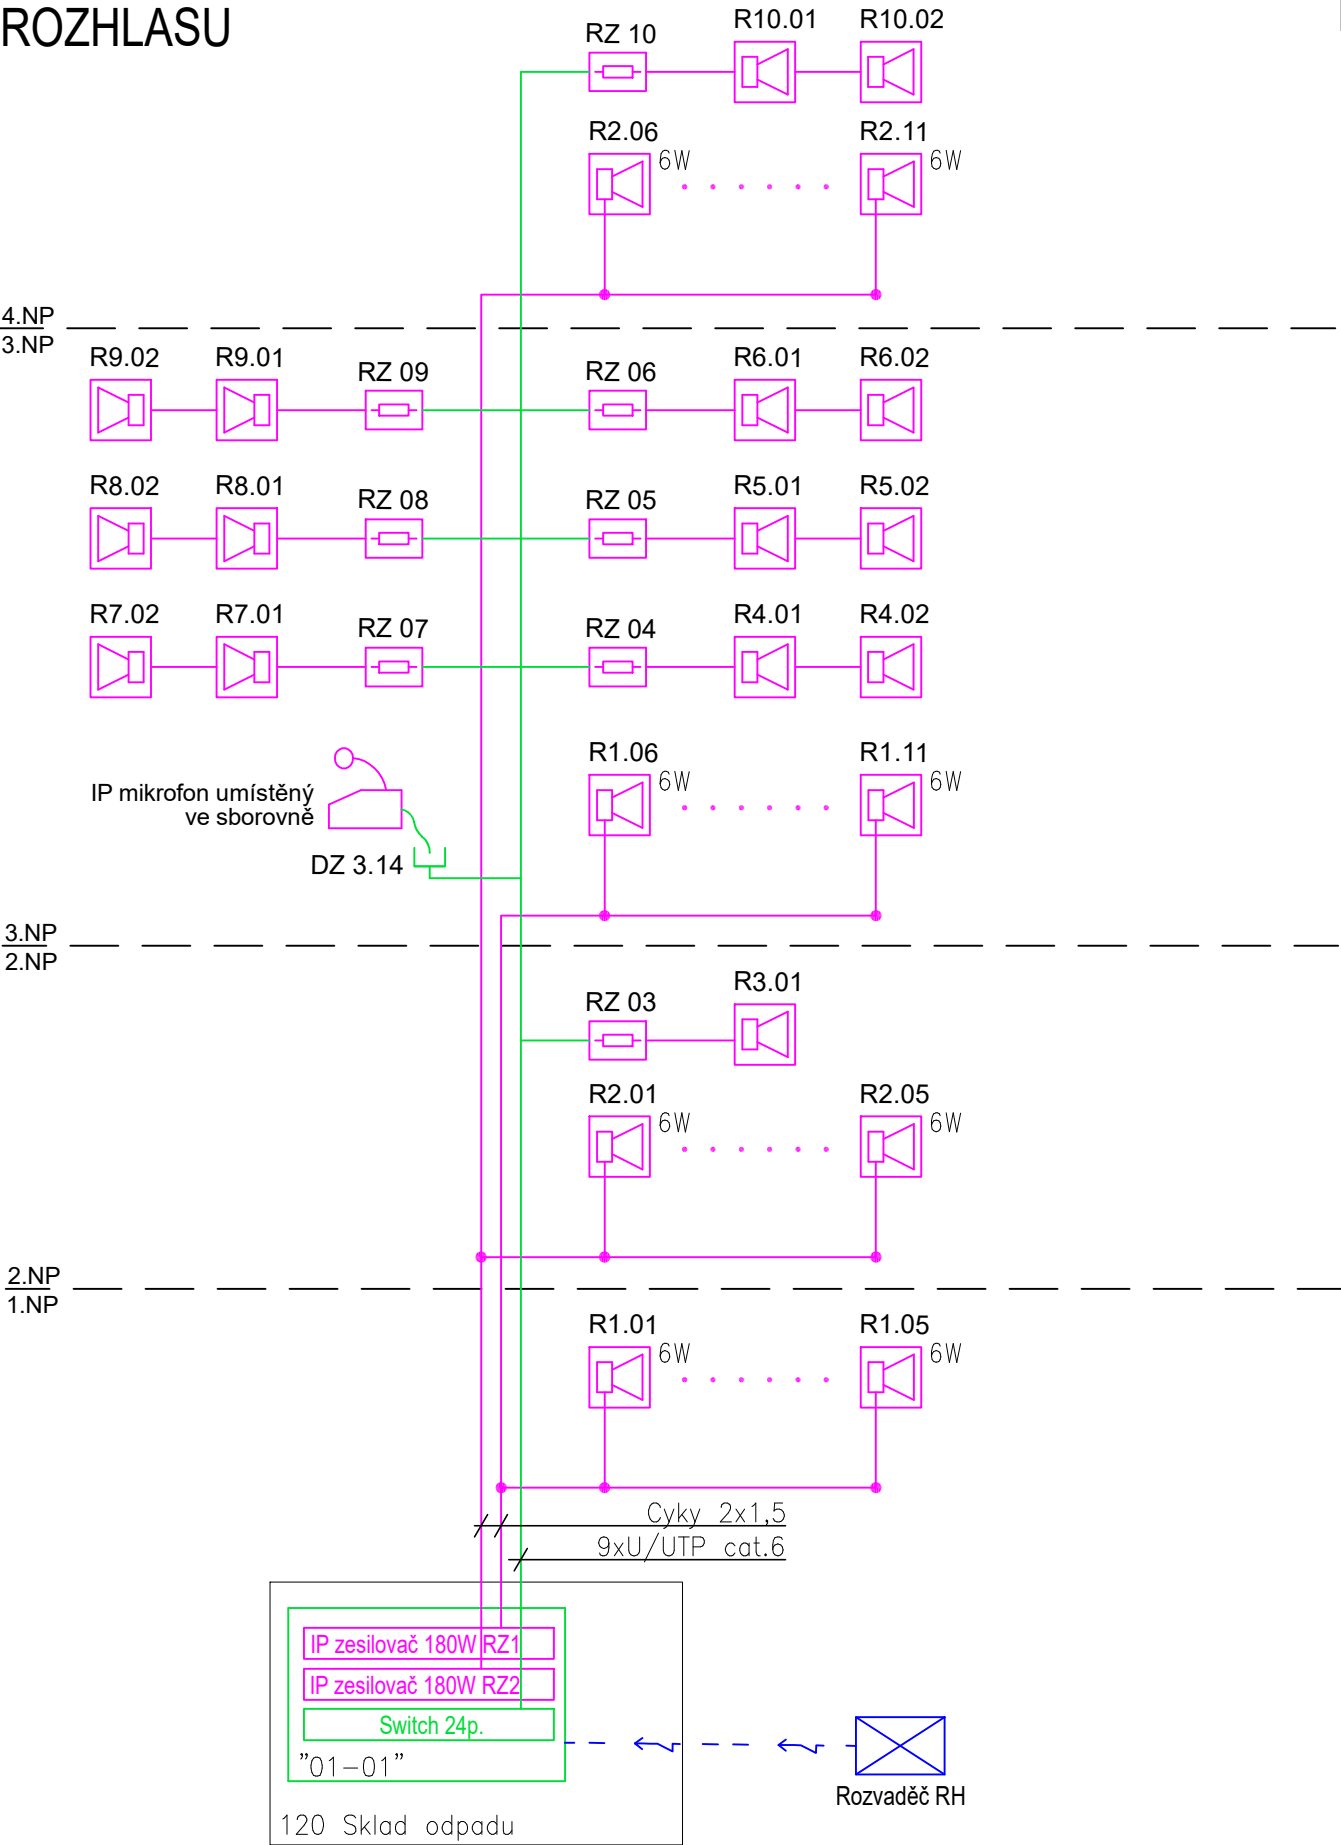 ROZHLASU
RZ 10
R10.01
R10.02
R2.06
6W
R2.11
6W
4.NP
3.NP
R9.02
R9.01
RZ 09
RZ 06
R6.01
R6.02
R8.02
R8.01
RZ 08
RZ 05
R5.01
R5.02
R7.02
R7.01
RZ 07
RZ 04
R4.01
R4.02
R1.06
6W
R1.11
6W
IP mikrofon umístěný
ve sborovně
DZ 3.14
3.NP
2.NP
RZ 03
R3.01
R2.01
6W
R2.05
6W
2.NP
1.NP
R1.01
6W
R1.05
6W
Cyky 2x1,5
9xU/UTP cat.6
IP zesilovač 180W RZ1
IP zesilovač 180W RZ2
Switch 24p.
"01-01"
Rozvaděč RH
120 Sklad odpadu